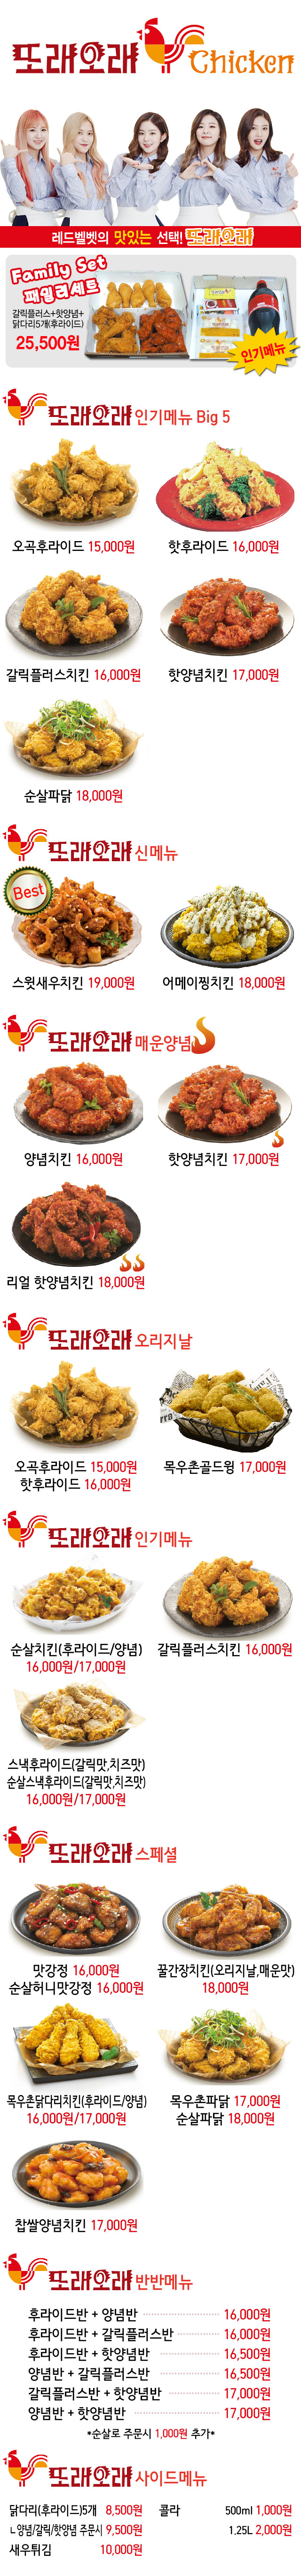 또래오래 Chicken
레드벨벳의 맛있는 선택! 또래오래
Family Set
패밀리세트
갈릭플러스+핫양념+
닭다리5개(후라이드)
25,500원
인기메뉴
또래오래 인기메뉴 Big 5
오곡후라이드 15,000원
핫후라이드 16,000원
갈릭플러스치킨 16,000원
핫양념치킨 17,000원
순살파닭 18,000원
또래오래 신메뉴
Best
스윗새우치킨 19,000원
어메이찡치킨 18,000원
또래오래 매운양념
양념치킨 16,000원
핫양념치킨 17,000원
리얼 핫양념치킨 18,000원
또래오래 오리지날
오곡후라이드 15,000원
핫후라이드 16,000원
목우촌골드윙 17,000원
또래오래 인기메뉴
순살치킨(후라이드/양념)
16,000원/17,000원
갈릭플러스치킨 16,000원
스낵후라이드(갈릭맛,치즈맛)
순살스낵후라이드(갈릭맛,치즈맛)
16,000원/17,000원
또래오래 스페셜
맛강정 16,000원
순살허니맛강정 16,000원
꿀간장치킨(오리지날,매운맛)
18,000원
목우촌닭다리치킨(후라이드/양념)
16,000원/17,000원
목우촌파닭 17,000원
순살파닭 18,000원
찹쌀양념치킨 17,000원
또래오래 반반메뉴
후라이드반 + 양념반 16,000원
후라이드반 + 갈릭플러스반 16,000원
후라이드반 + 핫양념반 16,500원
양념반 + 갈릭플러스반 16,500원
갈릭플러스반 + 핫양념반 17,000원
양념반 + 핫양념반 17,000원
*순살로 주문시 1,000원 추가*
또래오래 사이드메뉴
닭다리(후라이드)5개 8,500원
콜라 500ml 1,000원
ㄴ양념/갈릭/핫양념 주문시 9,500원
1.25L 2,000원
새우튀김 10,000원